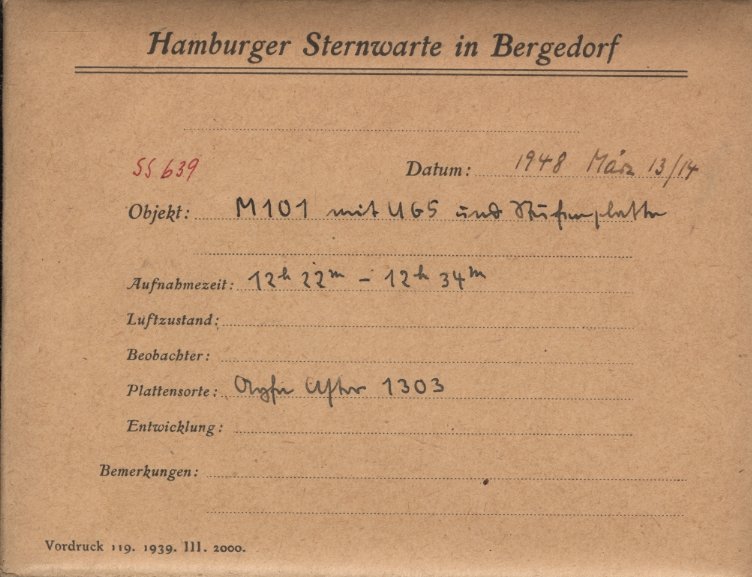 Hamburger Sternwarte in Bergedorf
SS 639
Datum: 1948 März 13/14
Objekt: M101 mit UG5 und Stufenplatte
Aufnahmezeit: 12h 22m - 12h 34m
Luftzustand:
Beobachter:
Plattensorte: Agfa Astro 1303
Entwicklung:
Bemerkungen:
Vordruck 119. 1939. III. 2000.